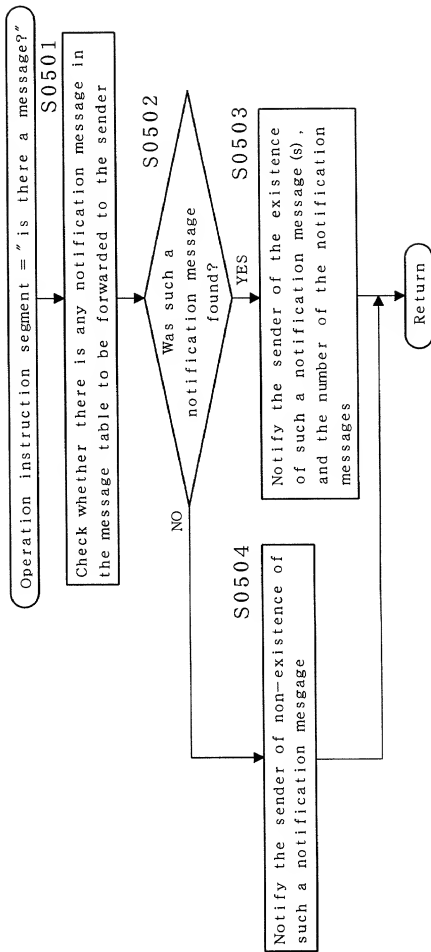 Operation instruction segment ="is there a message?"
S0501
Check whether there is any notification message in
the message table to be forwarded to the sender
S0502
Was such a
notification message
found?
NO
YES
S0503
Notify the sender of the existence
of such a notification message(s),
and the number of the notification
messages
S0504
Notify the sender of non-existence of
such a notification mesgage
Return